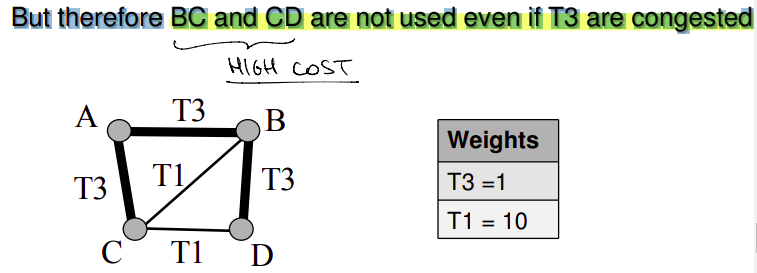 But therefore BC and CD are not used even if T3 are congested
HIGH COST
A T3 B
T3 T1 T3
C T1 D
Weights
T3 =1
T1 = 10